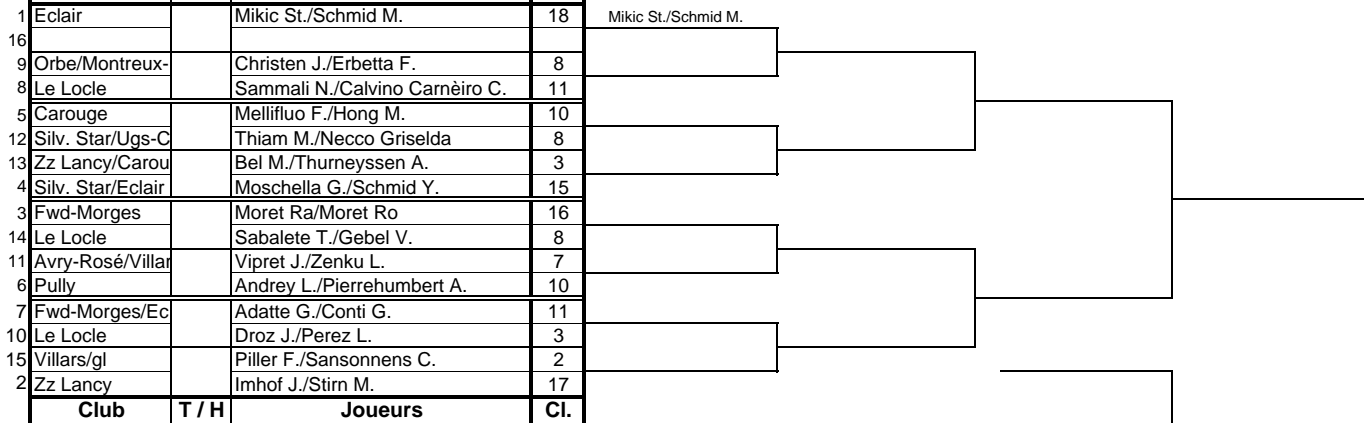 1 Eclair Mikic St./Schmid M. 18 Mikic St./Schmid M.
16
9 Orbe/Montreux- Christen J./Erbetta F. 8
8 Le Locle Sammali N./Calvino Carnèiro C. 11
5 Carouge Mellifluo F./Hong M. 10
12 Silv. Star/Ugs-C Thiam M./Necco Griselda 8
13 Zz Lancy/Carou Bel M./Thurneyssen A. 3
4 Silv. Star/Eclair Moschella G./Schmid Y. 15
3 Fwd-Morges Moret Ra/Moret Ro 16
14 Le Locle Sabalete T./Gebel V. 8
11 Avry-Rosé/Villar Vipret J./Zenku L. 7
6 Pully Andrey L./Pierrehumbert A. 10
7 Fwd-Morges/Ec Adatte G./Conti G. 11
10 Le Locle Droz J./Perez L. 3
15 Villars/gl Piller F./Sansonnens C. 2
2 Zz Lancy Imhof J./Stirn M. 17
Club T / H Joueurs Cl.